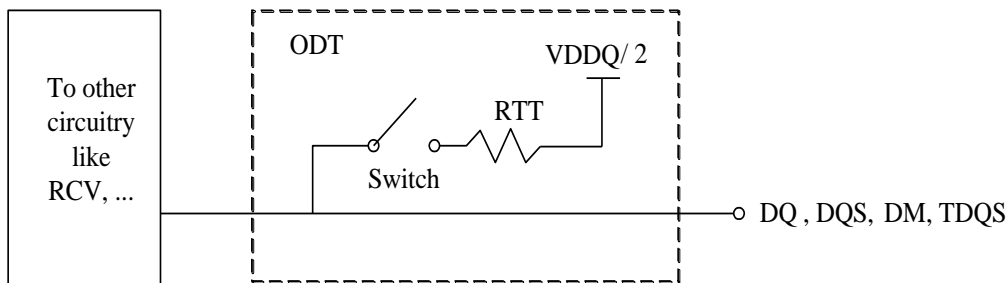 To other
circuitry
like
RCV, ...
ODT
VDDQ/ 2
RTT
Switch
DQ , DQS, DM, TDQS